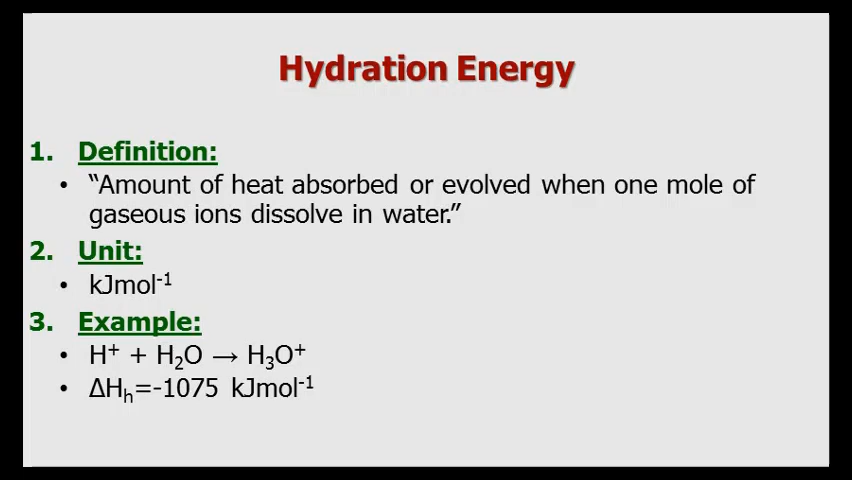 Hydration Energy
1. Definition:
• “Amount of heat absorbed or evolved when one mole of
gaseous ions dissolve in water.”
2. Unit:
• kJmol⁻¹
3. Example:
• H⁺ + H₂O → H₃O⁺
• ΔHₕ=-1075 kJmol⁻¹